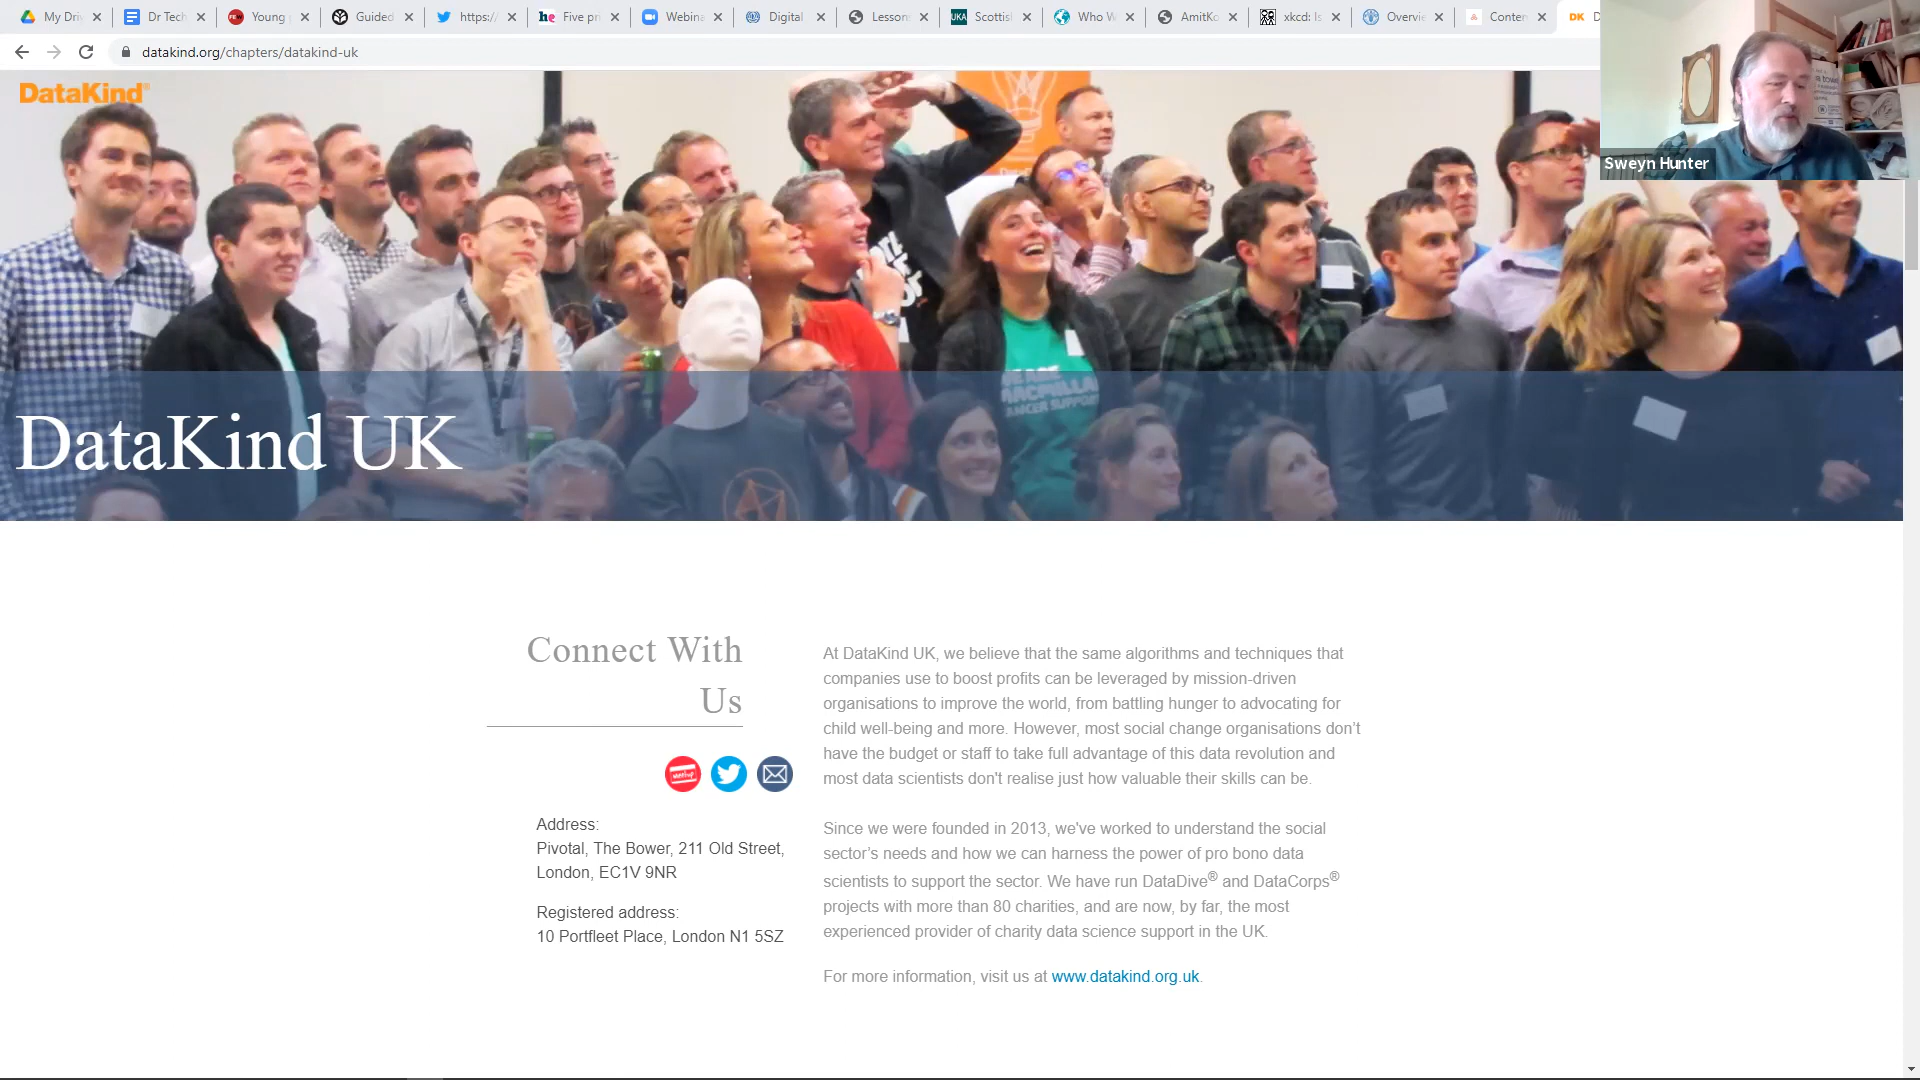 My Driv
Dr Tech
Young
Guided
https://
Five pri
Webina
Digital
Lesson
Scottis
Who W
AmitKo
xkcd: Is
Overvie
Conten
datakind.org/chapters/datakind-uk
Sweyn Hunter
DataKind®
DataKind UK
Connect With
Us
Address:
Pivotal, The Bower, 211 Old Street,
London, EC1V 9NR
Registered address:
10 Portfleet Place, London N1 5SZ
At DataKind UK, we believe that the same algorithms and techniques that
companies use to boost profits can be leveraged by mission-driven
organisations to improve the world, from battling hunger to advocating for
child well-being and more. However, most social change organisations don’t
have the budget or staff to take full advantage of this data revolution and
most data scientists don't realise just how valuable their skills can be.
Since we were founded in 2013, we've worked to understand the social
sector’s needs and how we can harness the power of pro bono data
scientists to support the sector. We have run DataDive® and DataCorps®
projects with more than 80 charities, and are now, by far, the most
experienced provider of charity data science support in the UK.
For more information, visit us at www.datakind.org.uk.